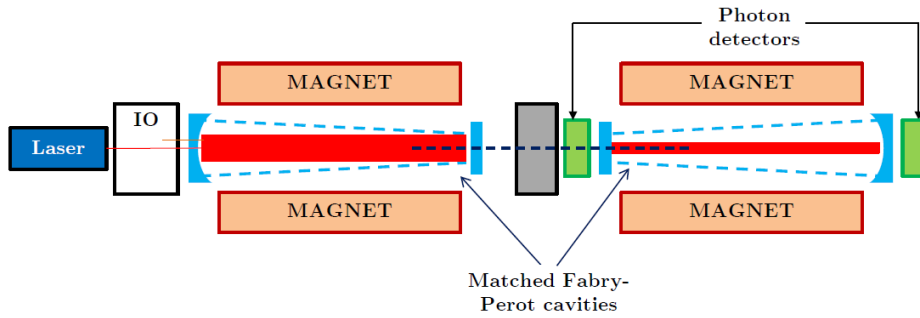 Photon
detectors
MAGNET
MAGNET
IO
Laser
MAGNET
MAGNET
Matched Fabry-
Perot cavities